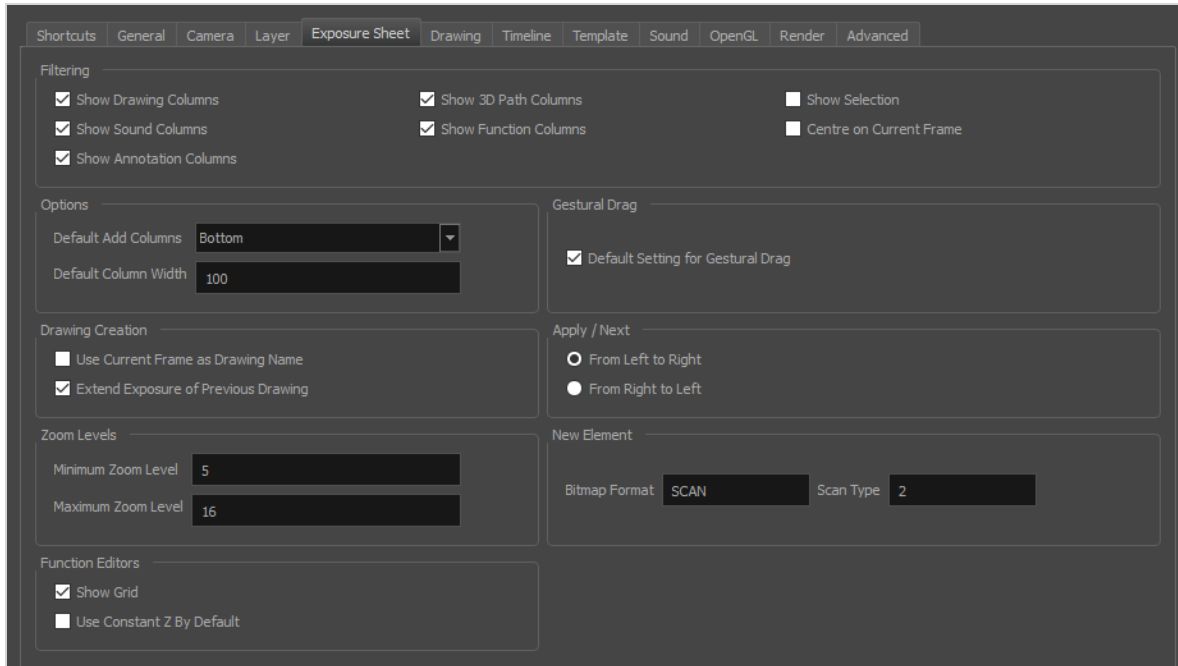 Shortcuts General Camera Layer Exposure Sheet Drawing Timeline Template Sound OpenGL Render Advanced
Filtering
Show Drawing Columns Show 3D Path Columns Show Selection
Show Sound Columns Show Function Columns Centre on Current Frame
Show Annotation Columns
Options
Default Add Columns Bottom
Default Column Width 100
Gestural Drag
Default Setting for Gestural Drag
Drawing Creation
Use Current Frame as Drawing Name
Extend Exposure of Previous Drawing
Apply / Next
From Left to Right
From Right to Left
Zoom Levels
Minimum Zoom Level 5
Maximum Zoom Level 16
New Element
Bitmap Format SCAN Scan Type 2
Function Editors
Show Grid
Use Constant Z By Default